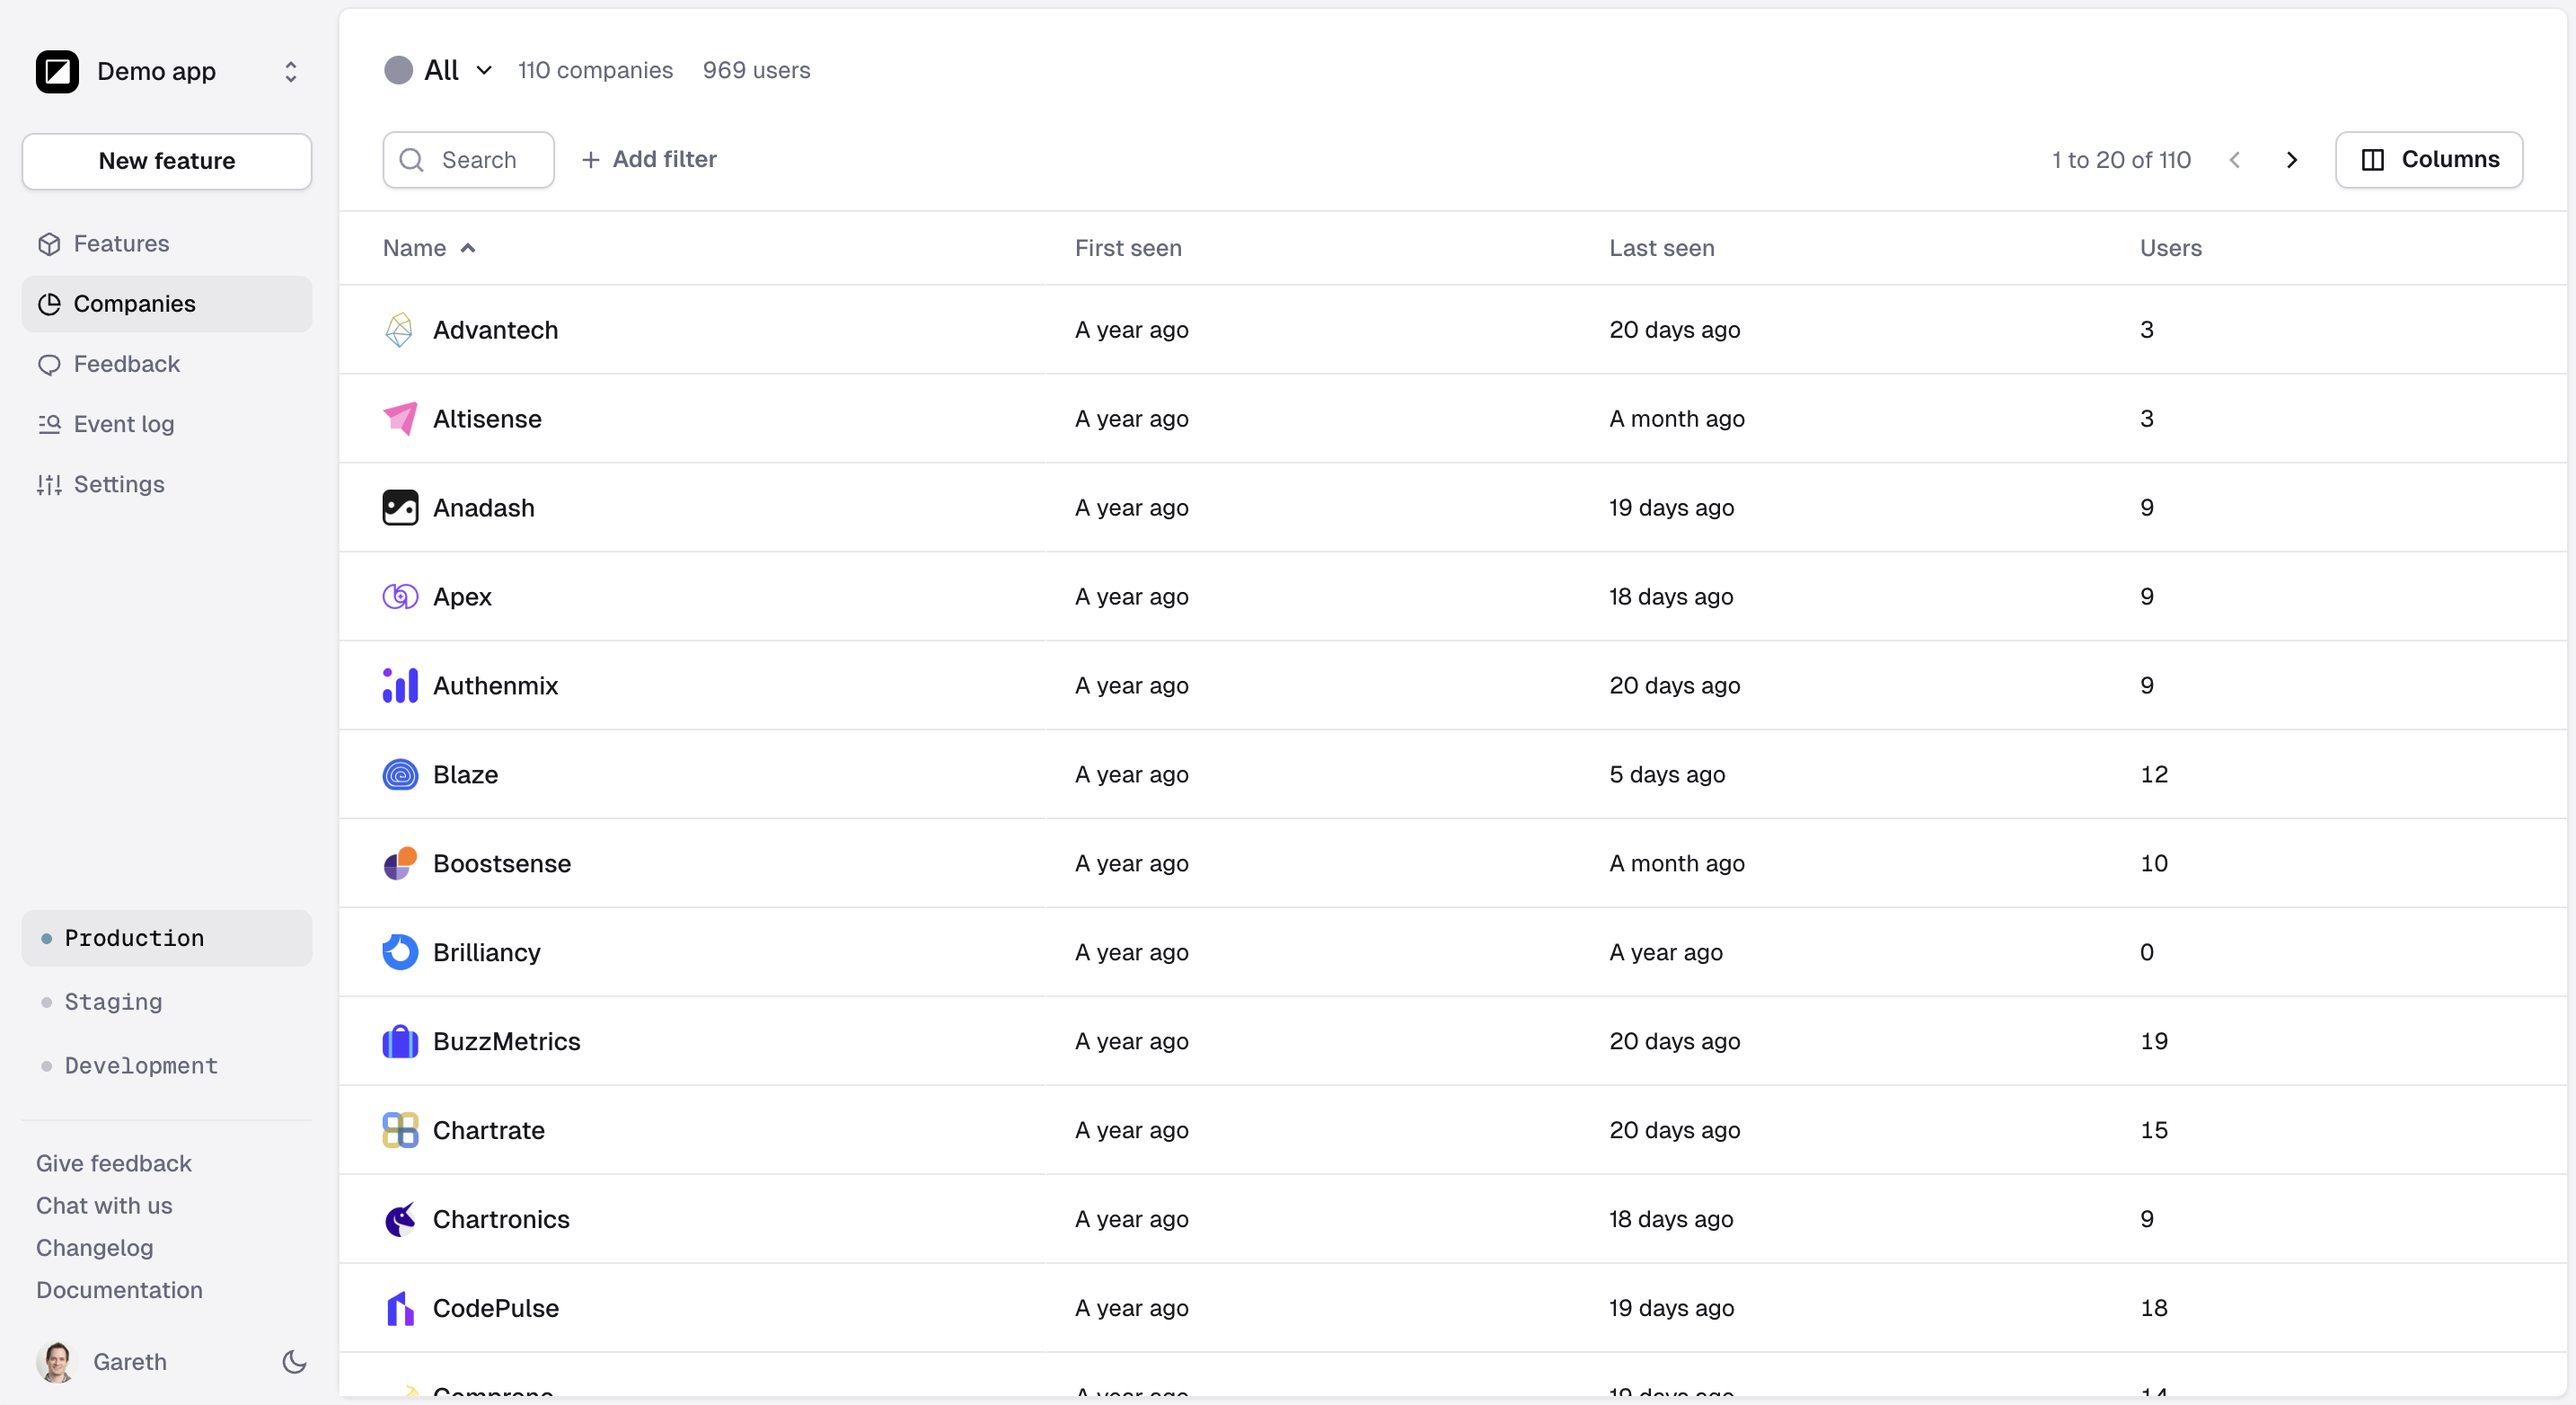 Demo app
New feature
Features
Companies
Feedback
Event log
Settings
Production
Staging
Development
Give feedback
Chat with us
Changelog
Documentation
Gareth
All 110 companies 969 users
Search Add filter 1 to 20 of 110 Columns
Name First seen Last seen Users
Advantech A year ago 20 days ago 3
Altisense A year ago A month ago 3
Anadash A year ago 19 days ago 9
Apex A year ago 18 days ago 9
Authenmix A year ago 20 days ago 9
Blaze A year ago 5 days ago 12
Boostsense A year ago A month ago 10
Brilliancy A year ago A year ago 0
BuzzMetrics A year ago 20 days ago 19
Chartrate A year ago 20 days ago 15
Chartronics A year ago 18 days ago 9
CodePulse A year ago 19 days ago 18
A year ago 19 days ago 14